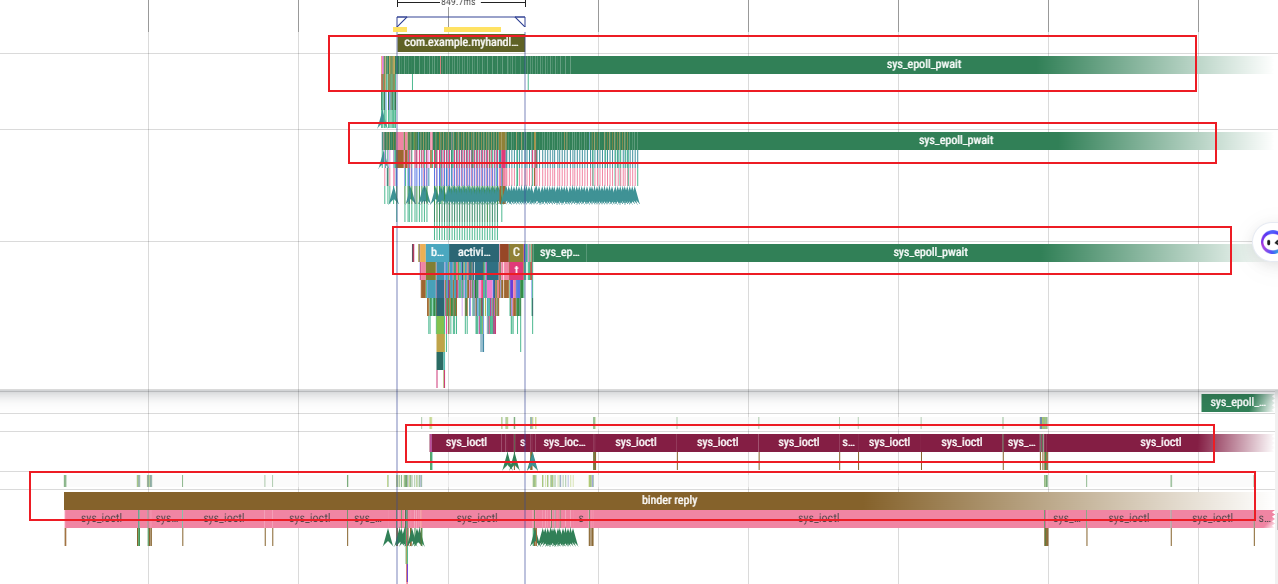 849.7ms
com.example.myhandl...
sys_epoll_pwait
sys_epoll_pwait
b... activi... C sys_ep... sys_epoll_pwait
t
sys_epoll_...
sys_ioctl s sys_ioc... sys_ioctl sys_ioctl sys_ioctl s... sys_ioctl sys_ioctl sys_... sys_ioctl
binder reply
sys_ioctl sys... sys_ioctl sys_ioctl sys_... sys_ioctl s sys_ioctl sys_... sys_ioctl sys_ioctl s...